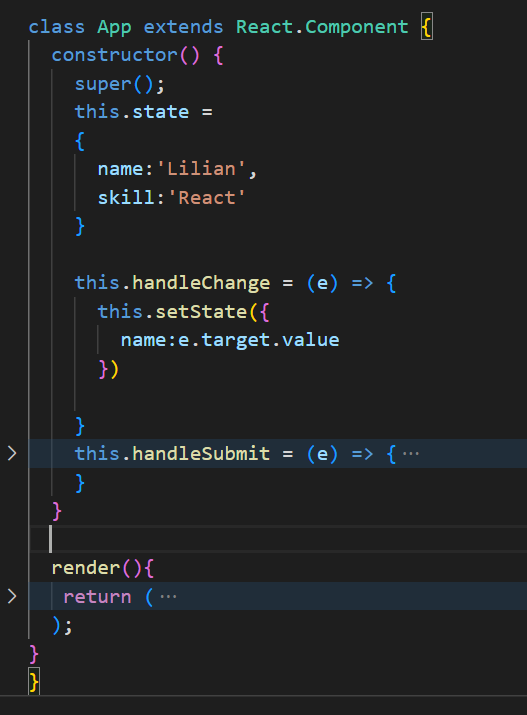 class App extends React.Component {
constructor() {
super();
this.state =
{
name:'Lilian',
skill:'React'
}
this.handleChange = (e) => {
this.setState({
name:e.target.value
})
}
this.handleSubmit = (e) => {···
}
}
render(){
return (···
);
}
}